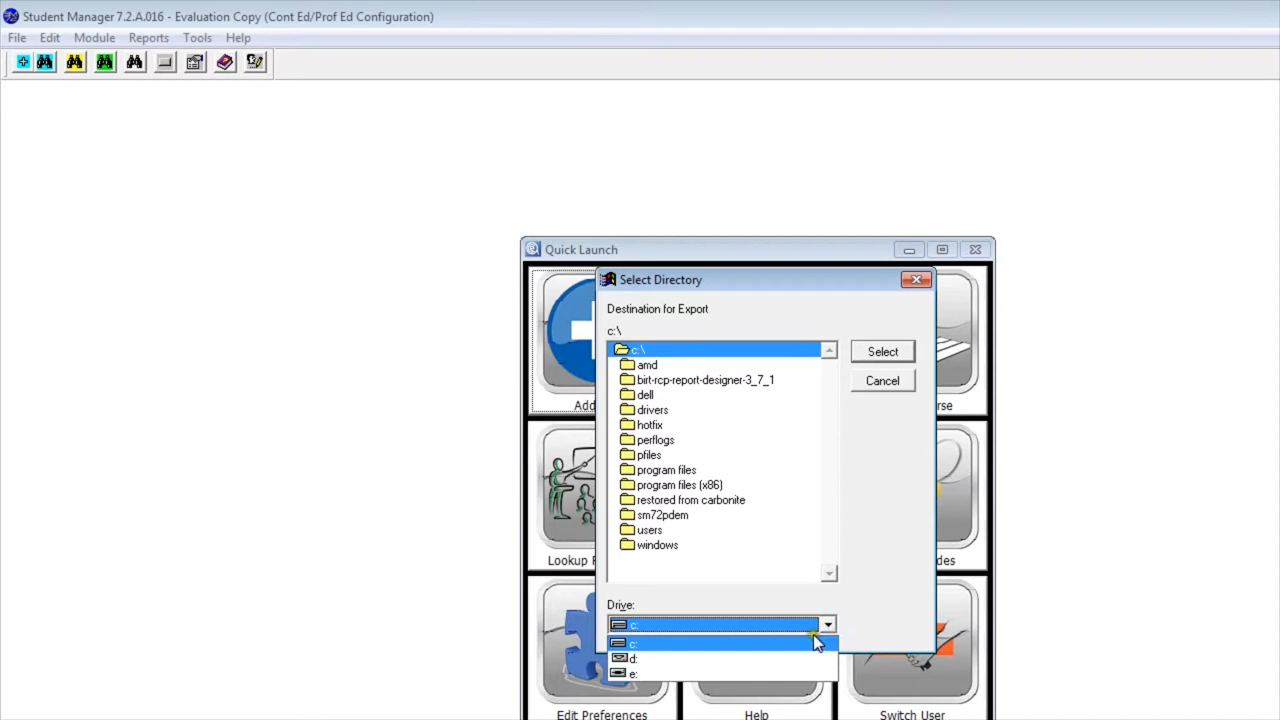 Student Manager 7.2.A.016 - Evaluation Copy (Cont Ed/Prof Ed Configuration)
File Edit Module Reports Tools Help
Quick Launch
Select Directory
Destination for Export
c:\
c:\
Select
amd
birt-rcp-report-designer-3_7_1
Cancel
dell
Add
rse
drivers
hotfix
perflogs
pfiles
program files
program files (x86)
restored from carbonite
sm72pdem
users
windows
Lookup
des
Drive:
c:
c:
d:
e:
Edit Preferences
Help
Switch User